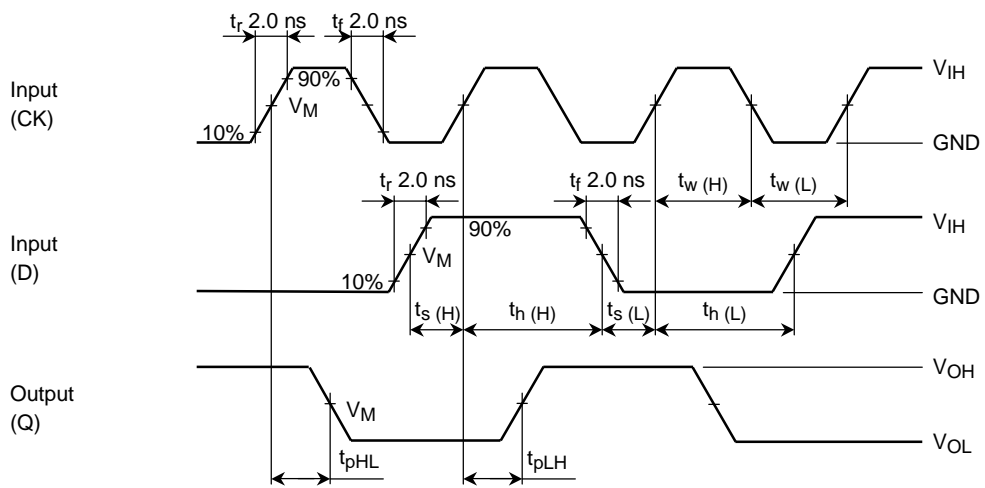 tr 2.0 ns tf 2.0 ns
Input
(CK)
90%
VM
10%
VIH
GND
tr 2.0 ns tf 2.0 ns tw (H) tw (L)
Input
(D)
90%
VM
10%
VIH
GND
ts (H) th (H) ts (L) th (L)
Output
(Q)
VM
VOH
VOL
tpHL tpLH